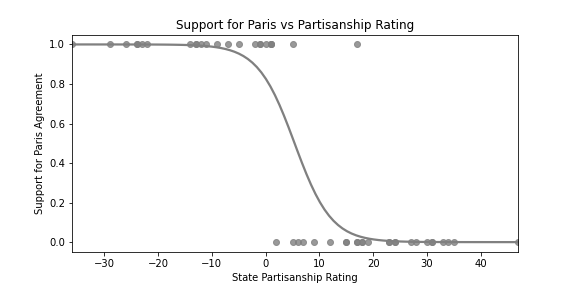 Support for Paris vs Partisanship Rating
Support for Paris Agreement
1.0
0.8
0.6
0.4
0.2
0.0
−30 −20 −10 0 10 20 30 40
State Partisanship Rating